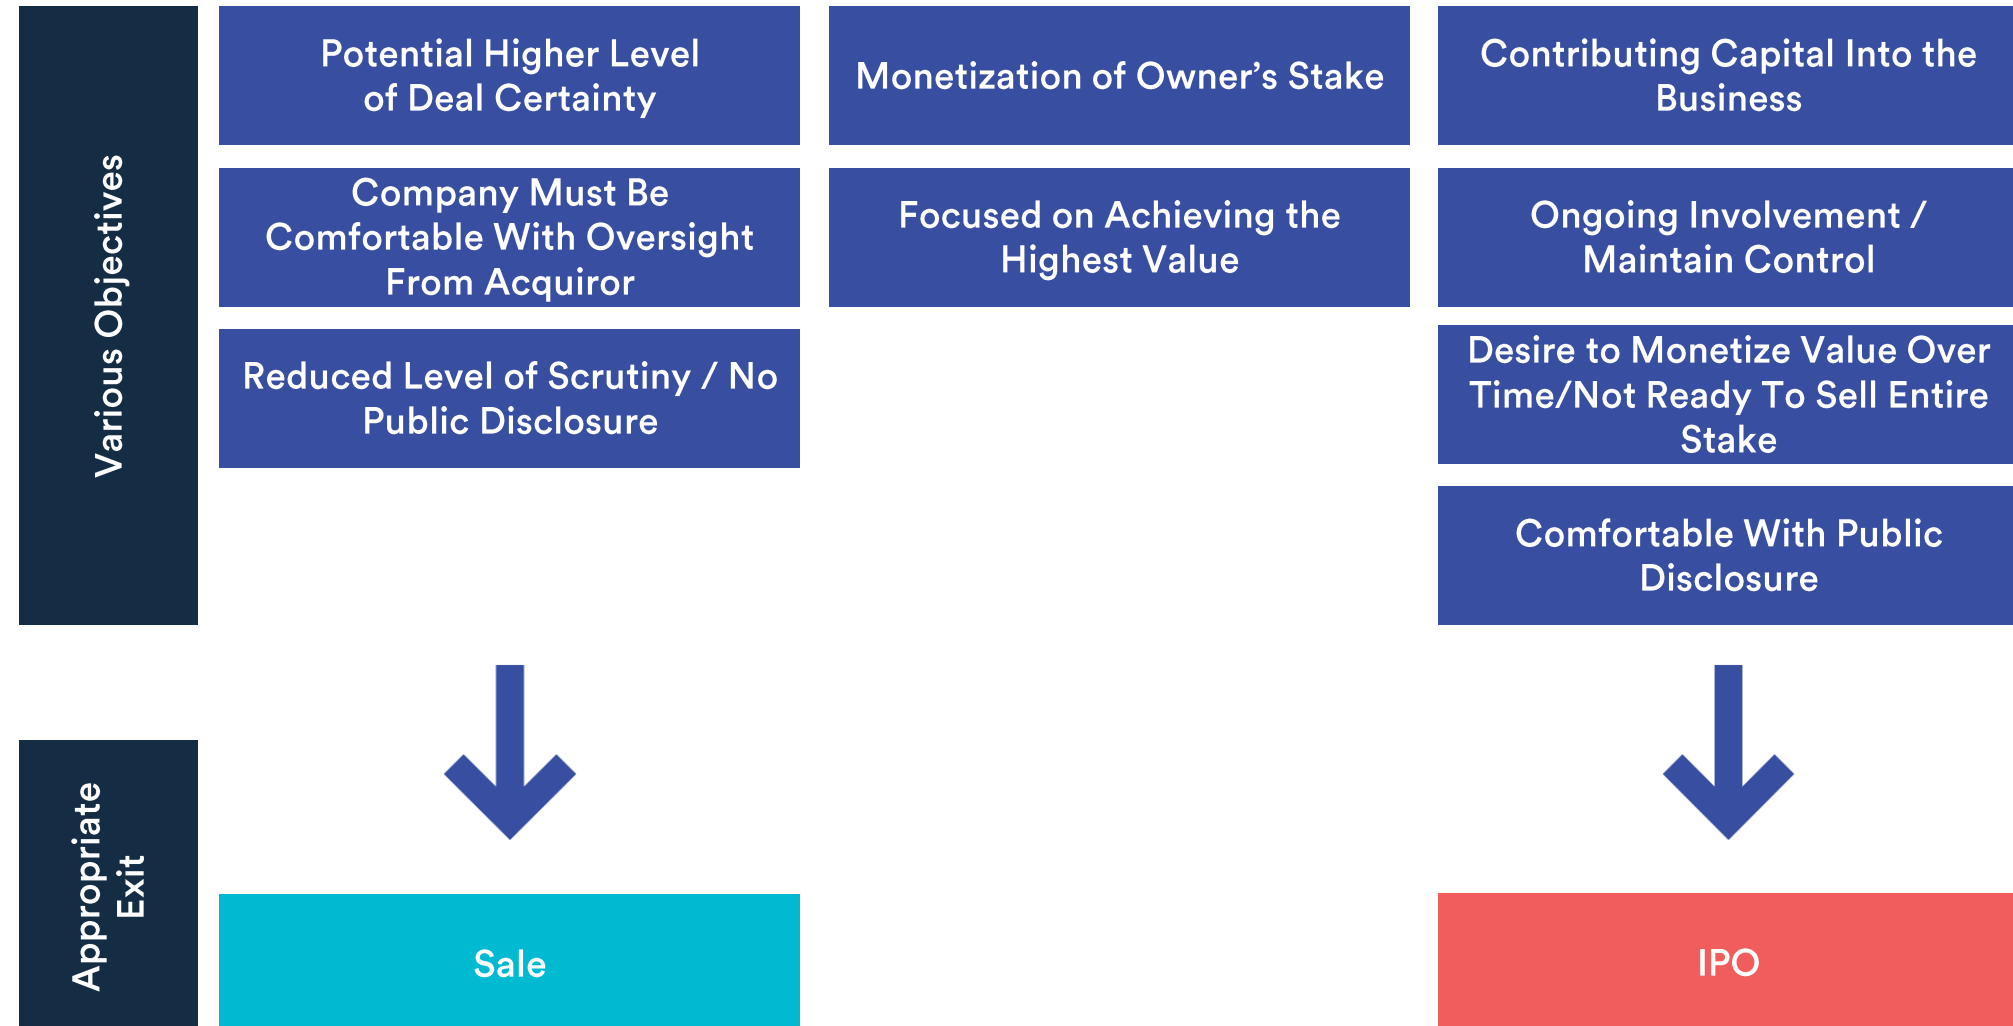 Various Objectives
Potential Higher Level
of Deal Certainty
Company Must Be
Comfortable With Oversight
From Acquiror
Reduced Level of Scrutiny / No
Public Disclosure
Monetization of Owner’s Stake
Focused on Achieving the
Highest Value
Contributing Capital Into the
Business
Ongoing Involvement /
Maintain Control
Desire to Monetize Value Over
Time/Not Ready To Sell Entire
Stake
Comfortable With Public
Disclosure
Appropriate
Exit
Sale
IPO